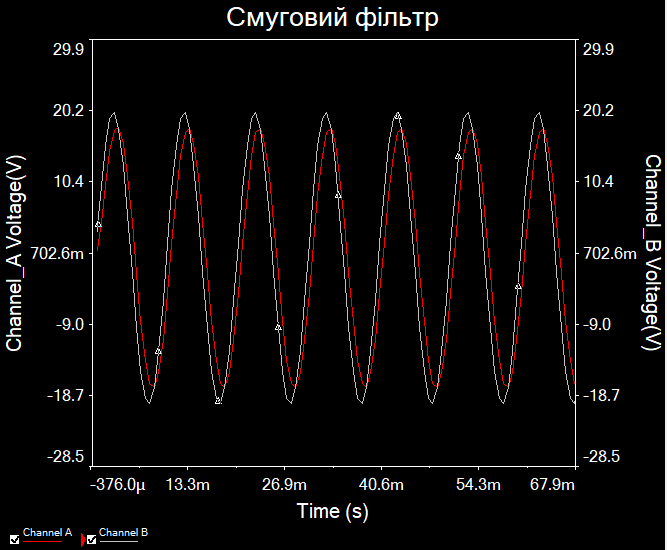 Смуговий фільтр
29.9 29.9
20.2 20.2
10.4 10.4
702.6m 702.6m
-9.0 -9.0
-18.7 -18.7
-28.5 -28.5
Channel_A Voltage(V)
Channel_B Voltage(V)
-376.0µ 13.3m 26.9m 40.6m 54.3m 67.9m
Time (s)
Channel A Channel B